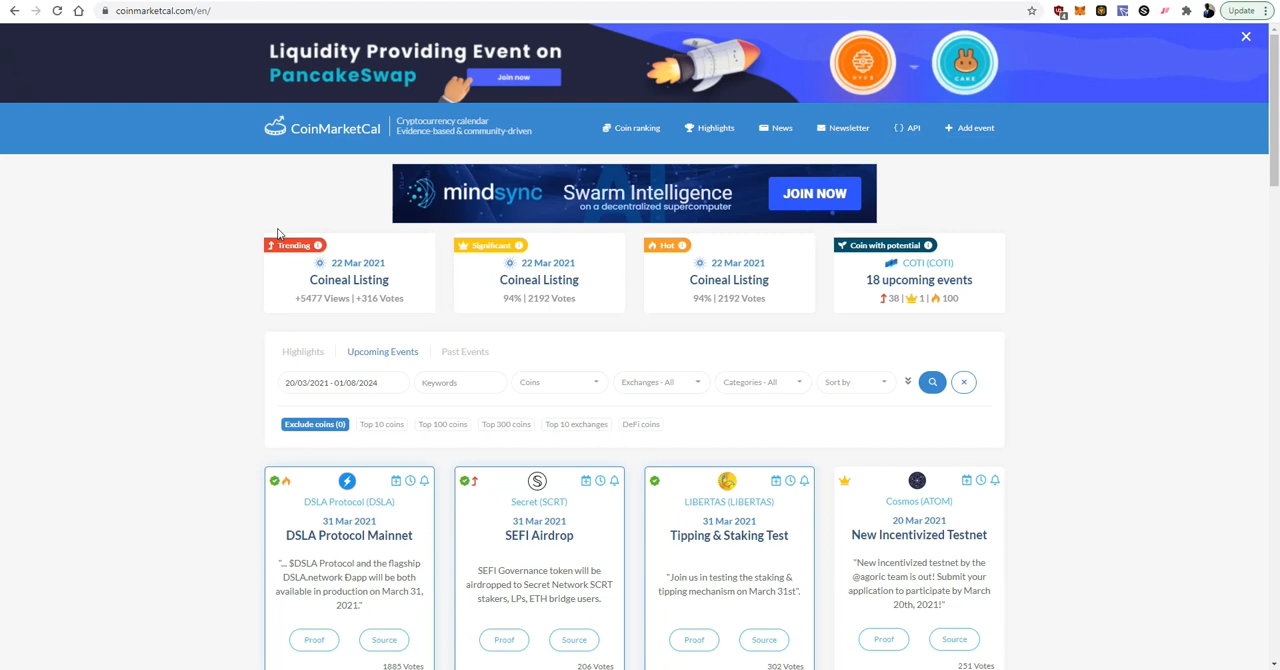 coinmarketcal.com/en/
4
Update
Liquidity Providing Event on
PancakeSwap
Join now
HYPE
CAKE
CoinMarketCal
Cryptocurrency calendar
Evidence-based & community-driven
Coin ranking
Highlights
News
Newsletter
API
Add event
mindsync
Swarm Intelligence
on a decentralized supercomputer
JOIN NOW
Trending
22 Mar 2021
Coineal Listing
+5477 Views | +316 Votes
Significant
22 Mar 2021
Coineal Listing
94% | 2192 Votes
Hot
22 Mar 2021
Coineal Listing
94% | 2192 Votes
Coin with potential
COTI (COTI)
18 upcoming events
38 | 1 | 100
Highlights
Upcoming Events
Past Events
20/03/2021 - 01/08/2024
Keywords
Coins
Exchanges - All
Categories - All
Sort by
Exclude coins (0)
Top 10 coins
Top 100 coins
Top 300 coins
Top 10 exchanges
DeFi coins
DSLA Protocol (DSLA)
31 Mar 2021
DSLA Protocol Mainnet
"... $DSLA Protocol and the flagship
DSLA.network Đapp will be both
available in production on March 31,
2021."
Proof
Source
1885 Votes
Secret (SCRT)
31 Mar 2021
SEFI Airdrop
SEFI Governance token will be
airdropped to Secret Network SCRT
stakers, LPs, ETH bridge users.
Proof
Source
206 Votes
LIBERTAS (LIBERTAS)
31 Mar 2021
Tipping & Staking Test
"Join us in testing the staking &
tipping mechanism on March 31st".
Proof
Source
302 Votes
Cosmos (ATOM)
20 Mar 2021
New Incentivized Testnet
"New incentivized testnet by the
@agoric team is out! Submit your
application to participate by March
20th, 2021!"
Proof
Source
251 Votes